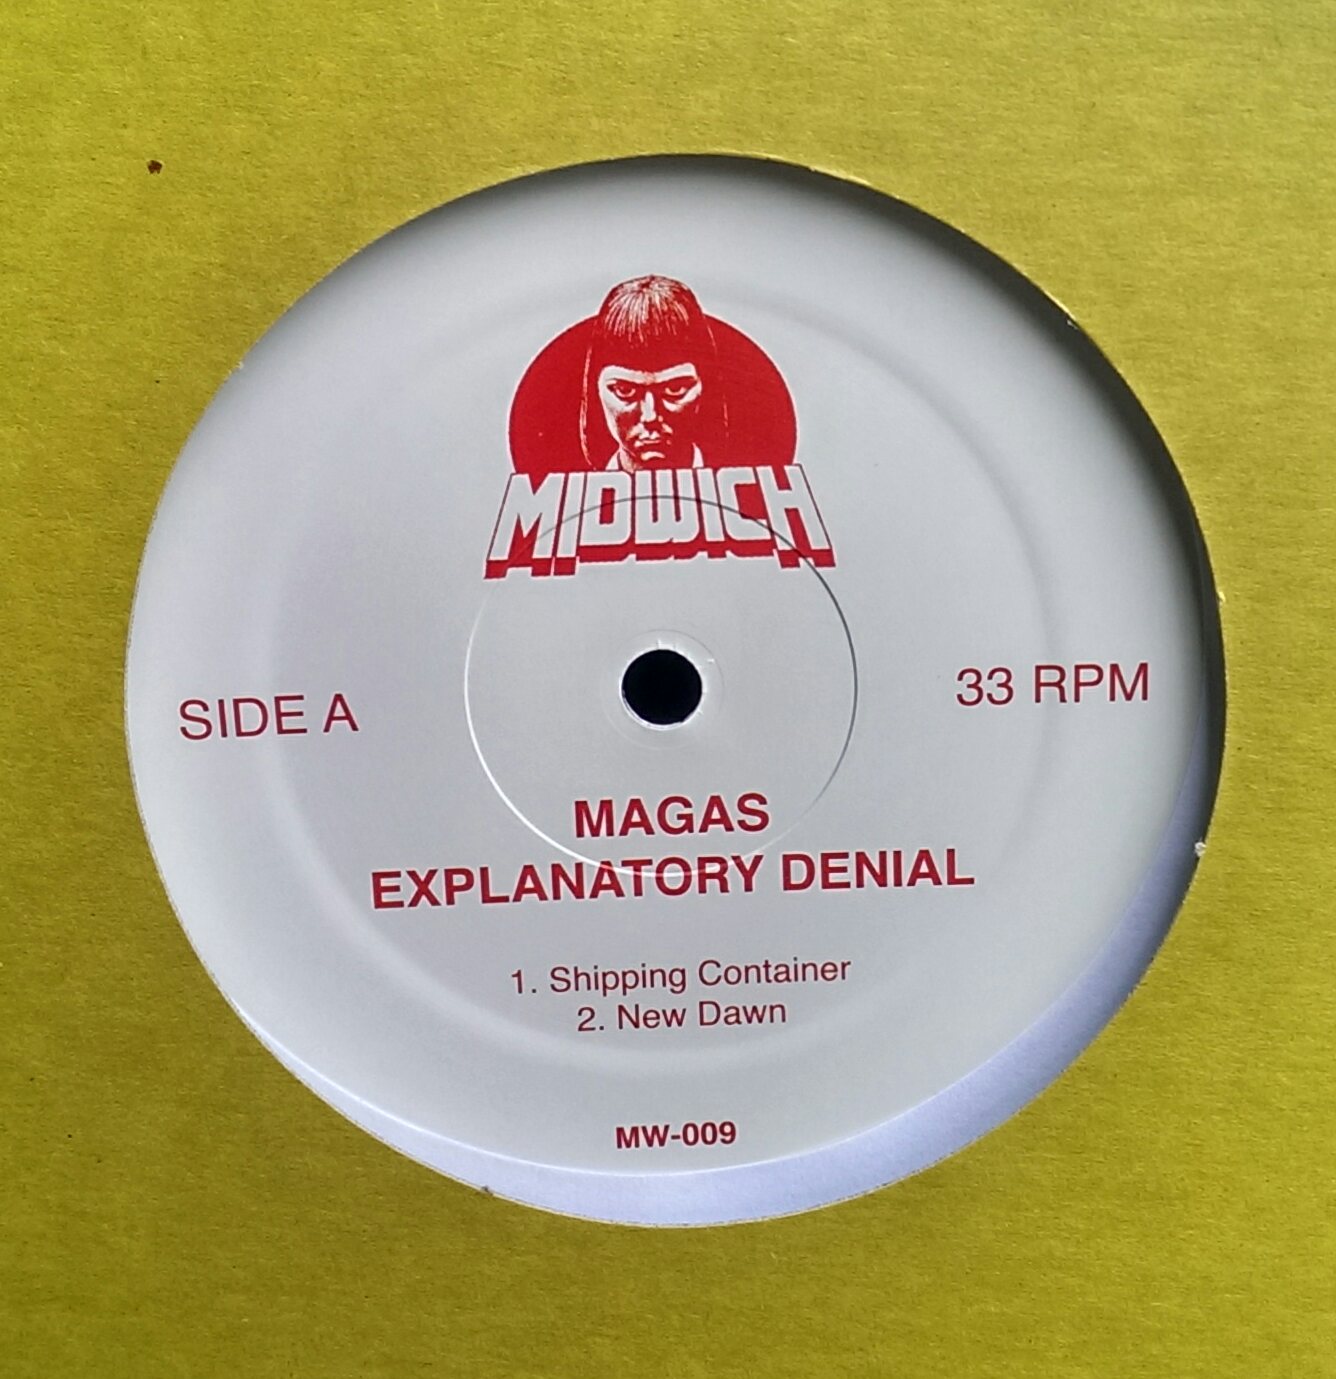 MIDWICH
SIDE A
33 RPM
MAGAS
EXPLANATORY DENIAL
1. Shipping Container
2. New Dawn
MW-009